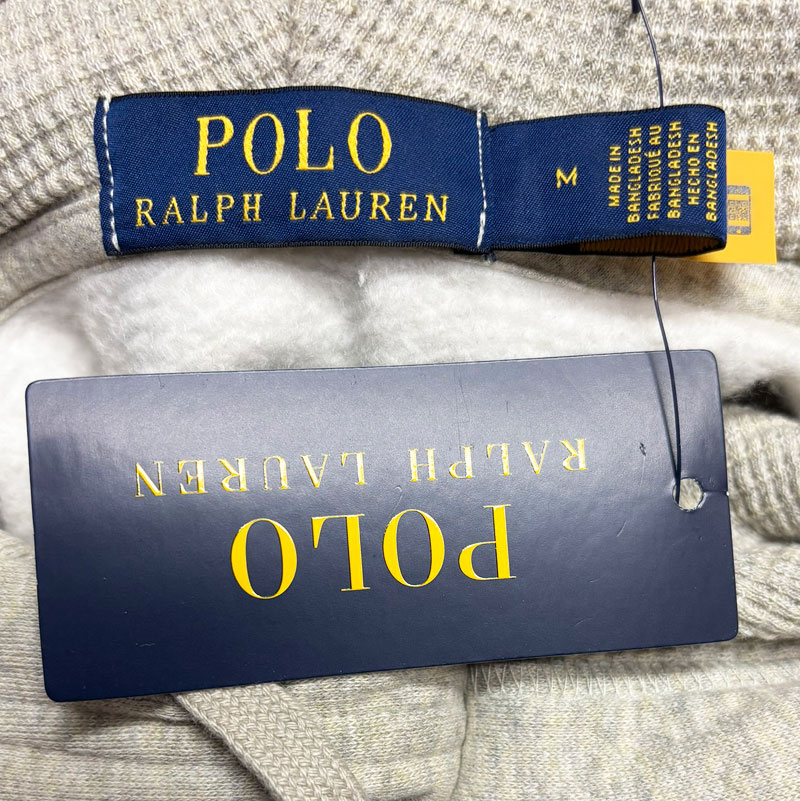 POLO
RALPH LAUREN
M
MADE IN
BANGLADESH
FABRIQUÉ AU
BANGLADESH
HECHO EN
BANGLADESH
POLO
RALPH LAUREN